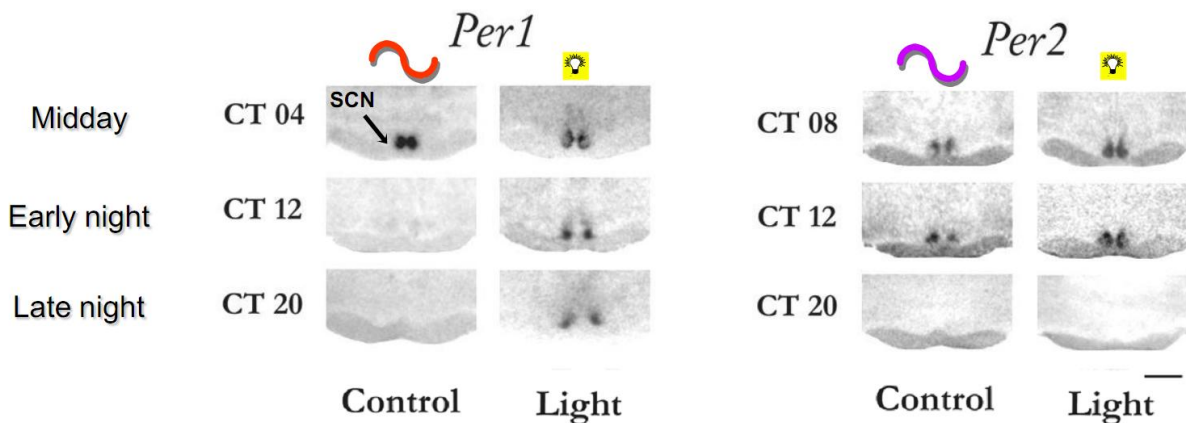 Per1
Per2
SCN
Midday
CT 04
CT 08
Early night
CT 12
CT 12
Late night
CT 20
CT 20
Control
Light
Control
Light